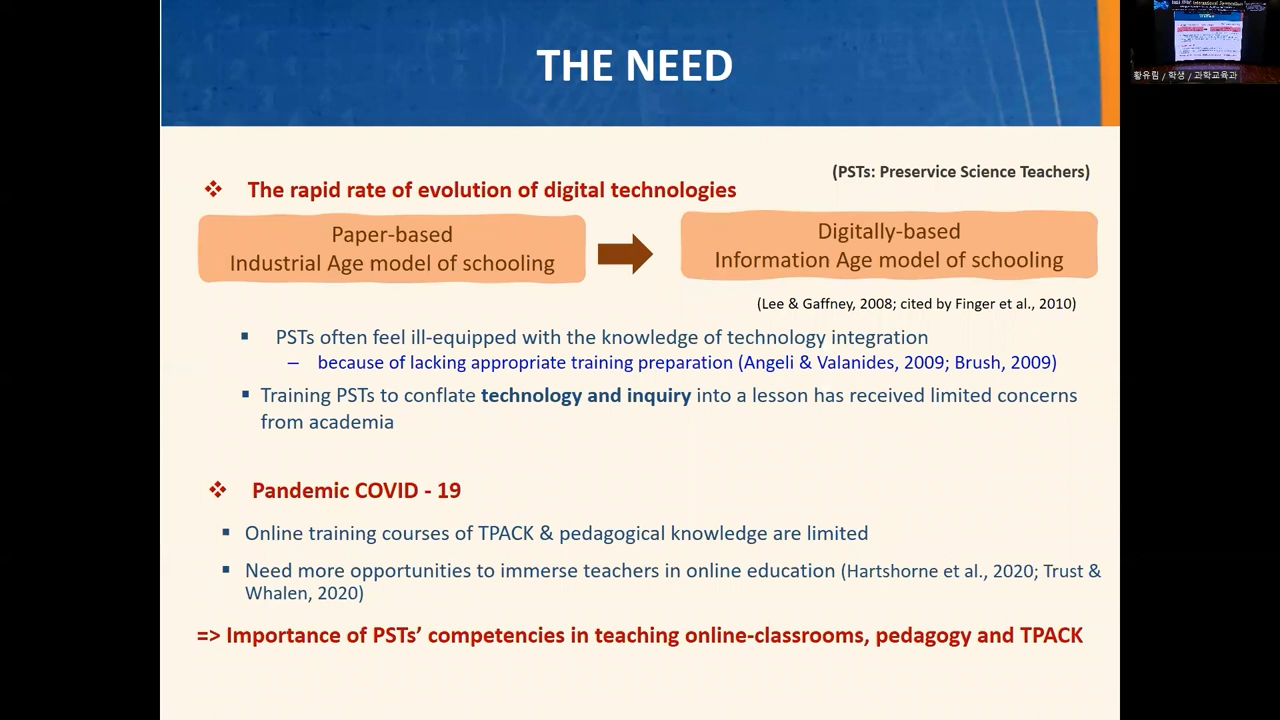 THE NEED
(PSTs: Preservice Science Teachers)
❖ The rapid rate of evolution of digital technologies
Paper-based
Industrial Age model of schooling
Digitally-based
Information Age model of schooling
(Lee & Gaffney, 2008; cited by Finger et al., 2010)
▪ PSTs often feel ill-equipped with the knowledge of technology integration
– because of lacking appropriate training preparation (Angeli & Valanides, 2009; Brush, 2009)
▪ Training PSTs to conflate technology and inquiry into a lesson has received limited concerns
from academia
❖ Pandemic COVID - 19
▪ Online training courses of TPACK & pedagogical knowledge are limited
▪ Need more opportunities to immerse teachers in online education (Hartshorne et al., 2020; Trust &
Whalen, 2020)
=> Importance of PSTs’ competencies in teaching online-classrooms, pedagogy and TPACK
International Symposium
황유림 / 학생 / 과학교육과